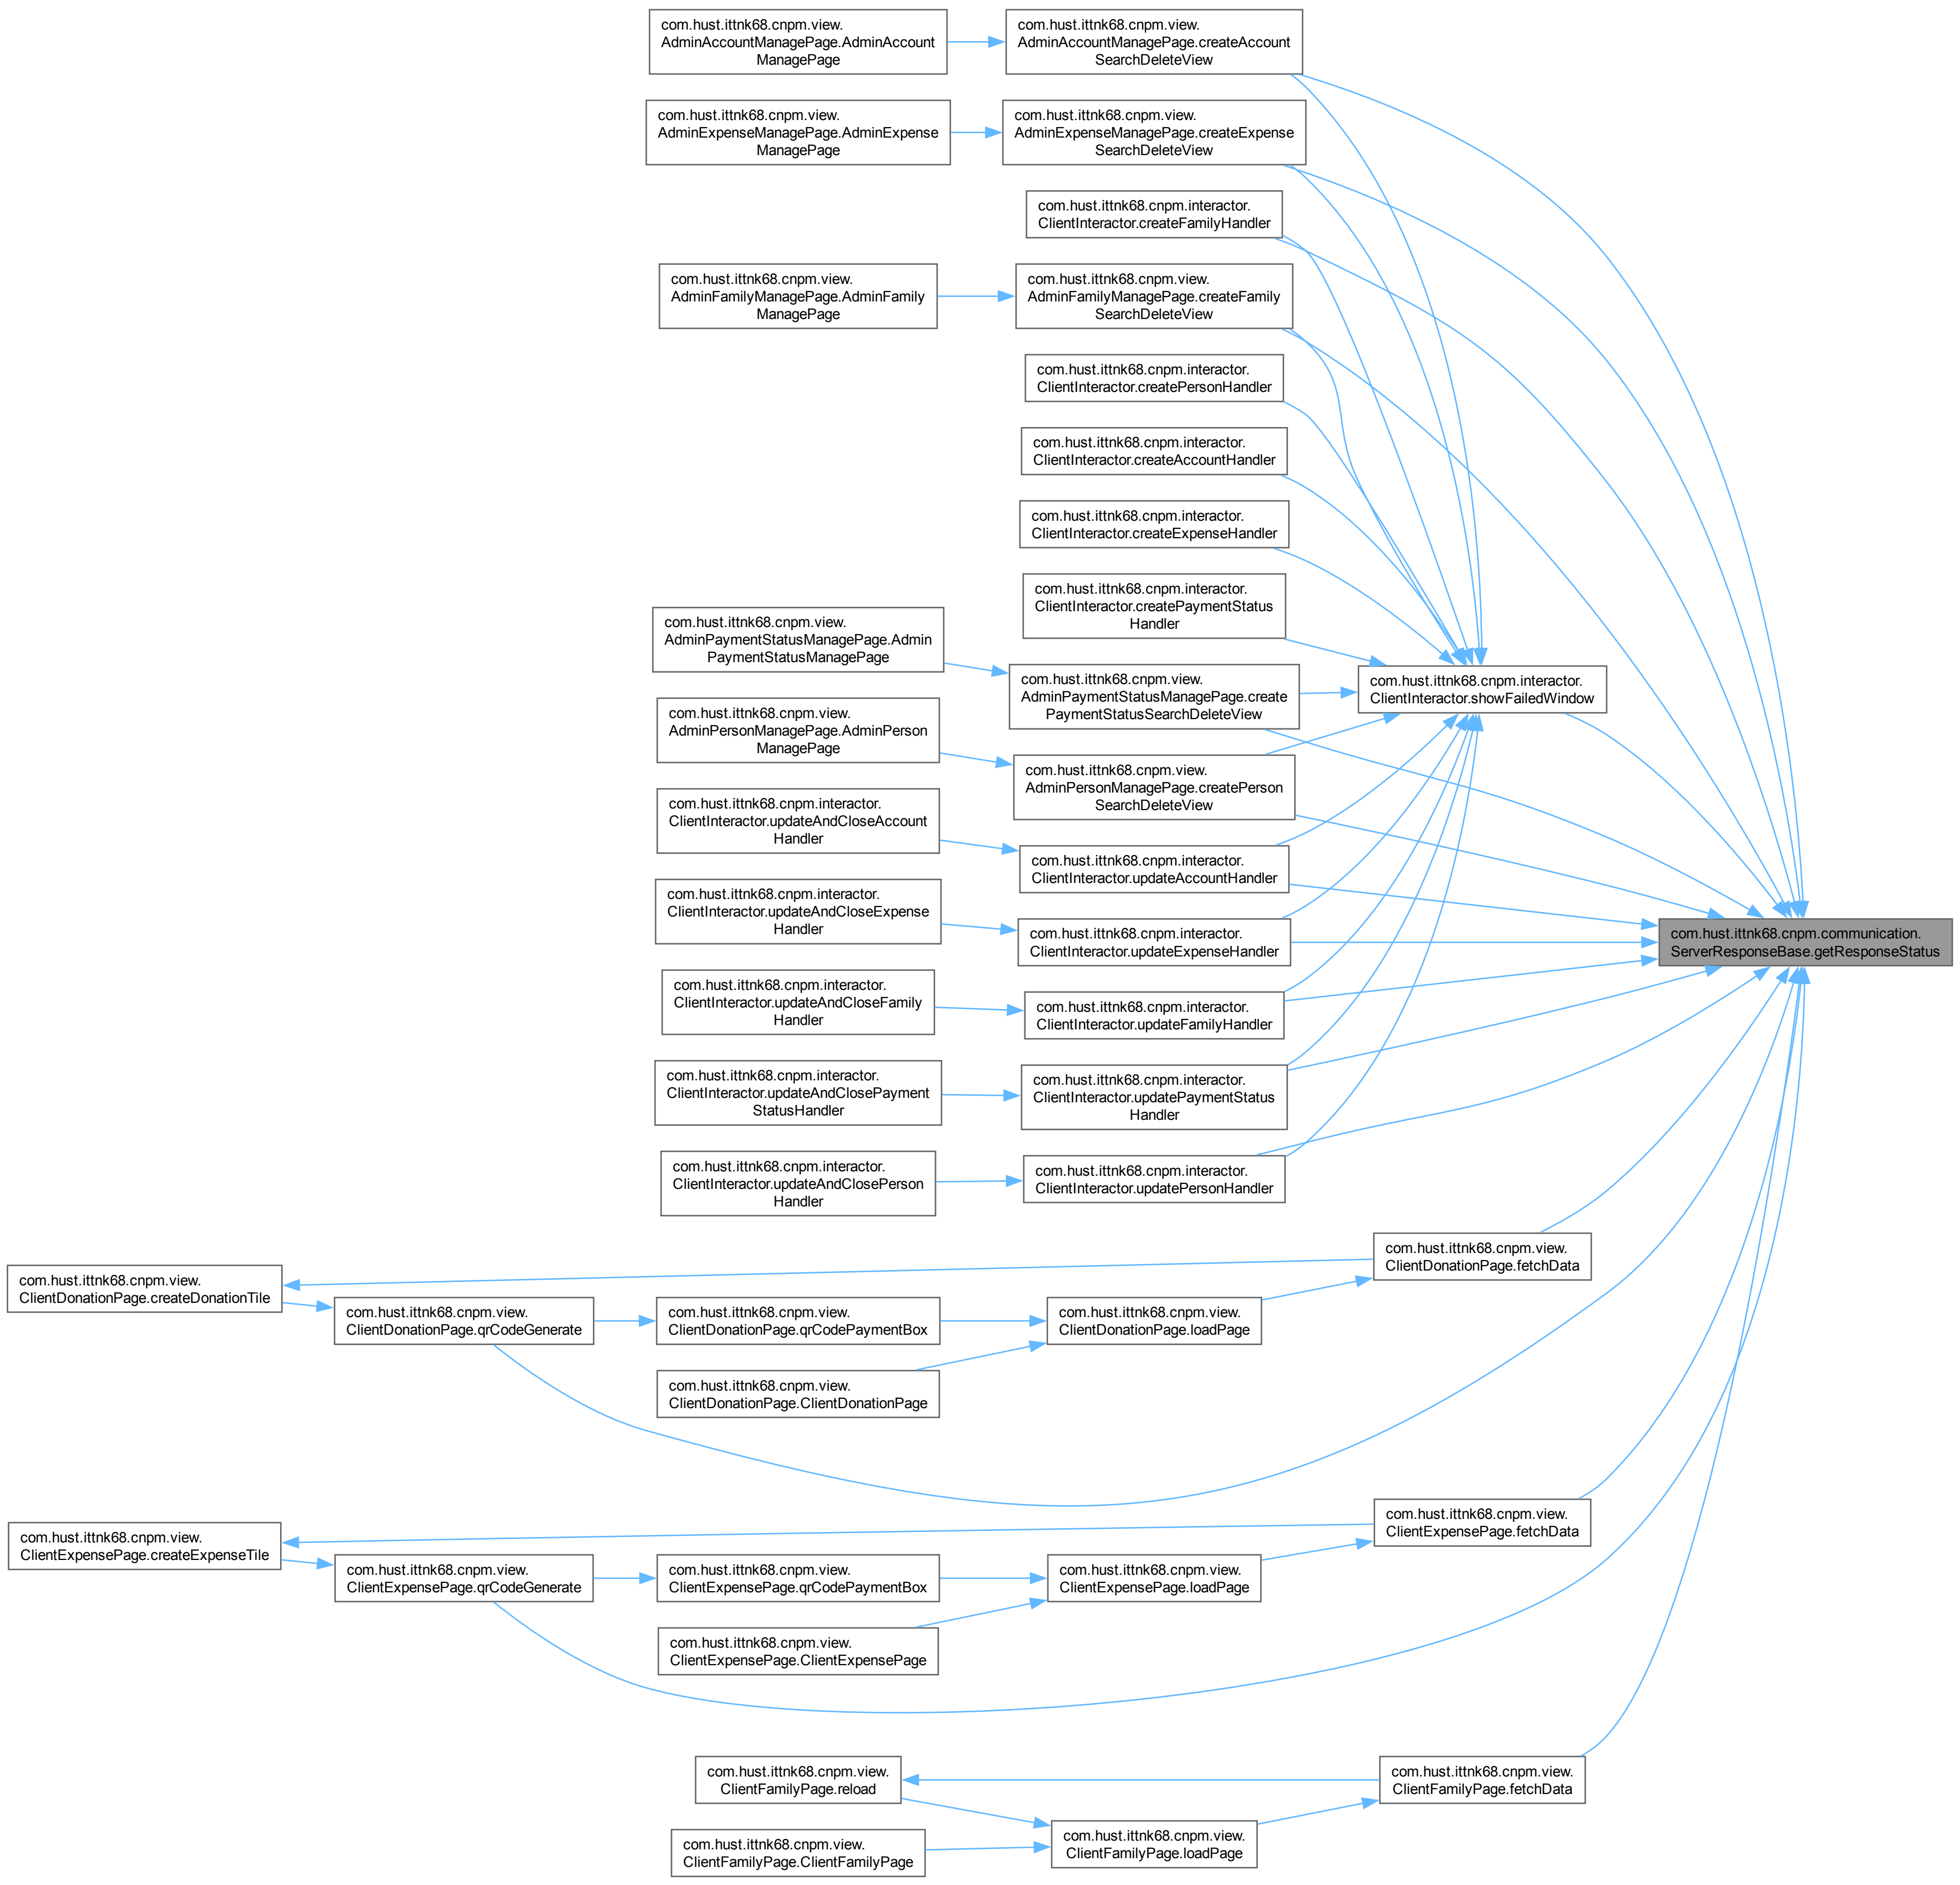 com.hust.ittnk68.cnpm.view.
AdminAccountManagePage.AdminAccount
ManagePage
com.hust.ittnk68.cnpm.view.
AdminAccountManagePage.createAccount
SearchDeleteView
com.hust.ittnk68.cnpm.view.
AdminExpenseManagePage.AdminExpense
ManagePage
com.hust.ittnk68.cnpm.view.
AdminExpenseManagePage.createExpense
SearchDeleteView
com.hust.ittnk68.cnpm.interactor.
ClientInteractor.createFamilyHandler
com.hust.ittnk68.cnpm.view.
AdminFamilyManagePage.AdminFamily
ManagePage
com.hust.ittnk68.cnpm.view.
AdminFamilyManagePage.createFamily
SearchDeleteView
com.hust.ittnk68.cnpm.interactor.
ClientInteractor.createPersonHandler
com.hust.ittnk68.cnpm.interactor.
ClientInteractor.createAccountHandler
com.hust.ittnk68.cnpm.interactor.
ClientInteractor.createExpenseHandler
com.hust.ittnk68.cnpm.interactor.
ClientInteractor.createPaymentStatus
Handler
com.hust.ittnk68.cnpm.view.
AdminPaymentStatusManagePage.Admin
PaymentStatusManagePage
com.hust.ittnk68.cnpm.view.
AdminPaymentStatusManagePage.create
PaymentStatusSearchDeleteView
com.hust.ittnk68.cnpm.interactor.
ClientInteractor.showFailedWindow
com.hust.ittnk68.cnpm.view.
AdminPersonManagePage.AdminPerson
ManagePage
com.hust.ittnk68.cnpm.view.
AdminPersonManagePage.createPerson
SearchDeleteView
com.hust.ittnk68.cnpm.interactor.
ClientInteractor.updateAndCloseAccount
Handler
com.hust.ittnk68.cnpm.interactor.
ClientInteractor.updateAccountHandler
com.hust.ittnk68.cnpm.interactor.
ClientInteractor.updateAndCloseExpense
Handler
com.hust.ittnk68.cnpm.interactor.
ClientInteractor.updateExpenseHandler
com.hust.ittnk68.cnpm.communication.
ServerResponseBase.getResponseStatus
com.hust.ittnk68.cnpm.interactor.
ClientInteractor.updateAndCloseFamily
Handler
com.hust.ittnk68.cnpm.interactor.
ClientInteractor.updateFamilyHandler
com.hust.ittnk68.cnpm.interactor.
ClientInteractor.updateAndClosePayment
StatusHandler
com.hust.ittnk68.cnpm.interactor.
ClientInteractor.updatePaymentStatus
Handler
com.hust.ittnk68.cnpm.interactor.
ClientInteractor.updateAndClosePerson
Handler
com.hust.ittnk68.cnpm.interactor.
ClientInteractor.updatePersonHandler
com.hust.ittnk68.cnpm.view.
ClientDonationPage.fetchData
com.hust.ittnk68.cnpm.view.
ClientDonationPage.createDonationTile
com.hust.ittnk68.cnpm.view.
ClientDonationPage.qrCodeGenerate
com.hust.ittnk68.cnpm.view.
ClientDonationPage.qrCodePaymentBox
com.hust.ittnk68.cnpm.view.
ClientDonationPage.loadPage
com.hust.ittnk68.cnpm.view.
ClientDonationPage.ClientDonationPage
com.hust.ittnk68.cnpm.view.
ClientExpensePage.fetchData
com.hust.ittnk68.cnpm.view.
ClientExpensePage.createExpenseTile
com.hust.ittnk68.cnpm.view.
ClientExpensePage.qrCodeGenerate
com.hust.ittnk68.cnpm.view.
ClientExpensePage.qrCodePaymentBox
com.hust.ittnk68.cnpm.view.
ClientExpensePage.loadPage
com.hust.ittnk68.cnpm.view.
ClientExpensePage.ClientExpensePage
com.hust.ittnk68.cnpm.view.
ClientFamilyPage.reload
com.hust.ittnk68.cnpm.view.
ClientFamilyPage.fetchData
com.hust.ittnk68.cnpm.view.
ClientFamilyPage.ClientFamilyPage
com.hust.ittnk68.cnpm.view.
ClientFamilyPage.loadPage